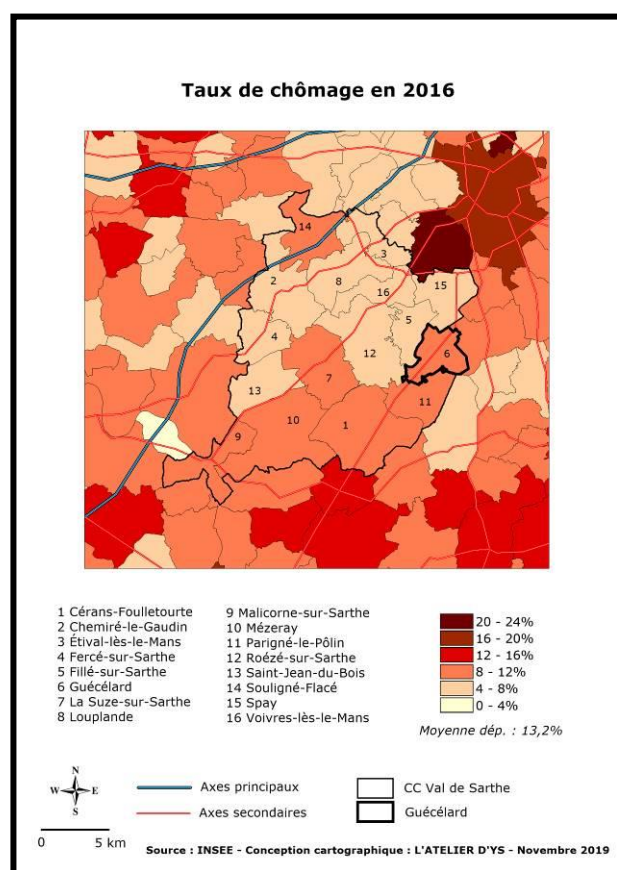 Taux de chômage en 2016
14
3
2
8
15
16
5
4
12
6
7
13
11
10
1
9
1 Cérans-Foulletourte
2 Chemiré-le-Gaudin
3 Étival-lès-le-Mans
4 Fercé-sur-Sarthe
5 Fillé-sur-Sarthe
6 Guécélard
7 La Suze-sur-Sarthe
8 Louplande
9 Malicorne-sur-Sarthe
10 Mézeray
11 Parigné-le-Pôlin
12 Roézé-sur-Sarthe
13 Saint-Jean-du-Bois
14 Souligné-Flacé
15 Spay
16 Voivres-lès-le-Mans
20 - 24%
16 - 20%
12 - 16%
8 - 12%
4 - 8%
0 - 4%
Moyenne dép. : 13,2%
N
W E
S
0 5 km
Axes principaux
Axes secondaires
CC Val de Sarthe
Guécélard
Source : INSEE - Conception cartographique : L'ATELIER D'YS - Novembre 2019